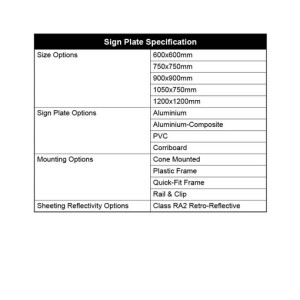 Sign Plate Specification
Size Options 600x600mm
750x750mm
900x900mm
1050x750mm
1200x1200mm
Sign Plate Options Aluminium
Aluminium-Composite
PVC
Corriboard
Mounting Options Cone Mounted
Plastic Frame
Quick-Fit Frame
Rail & Clip
Sheeting Reflectivity Options Class RA2 Retro-Reflective